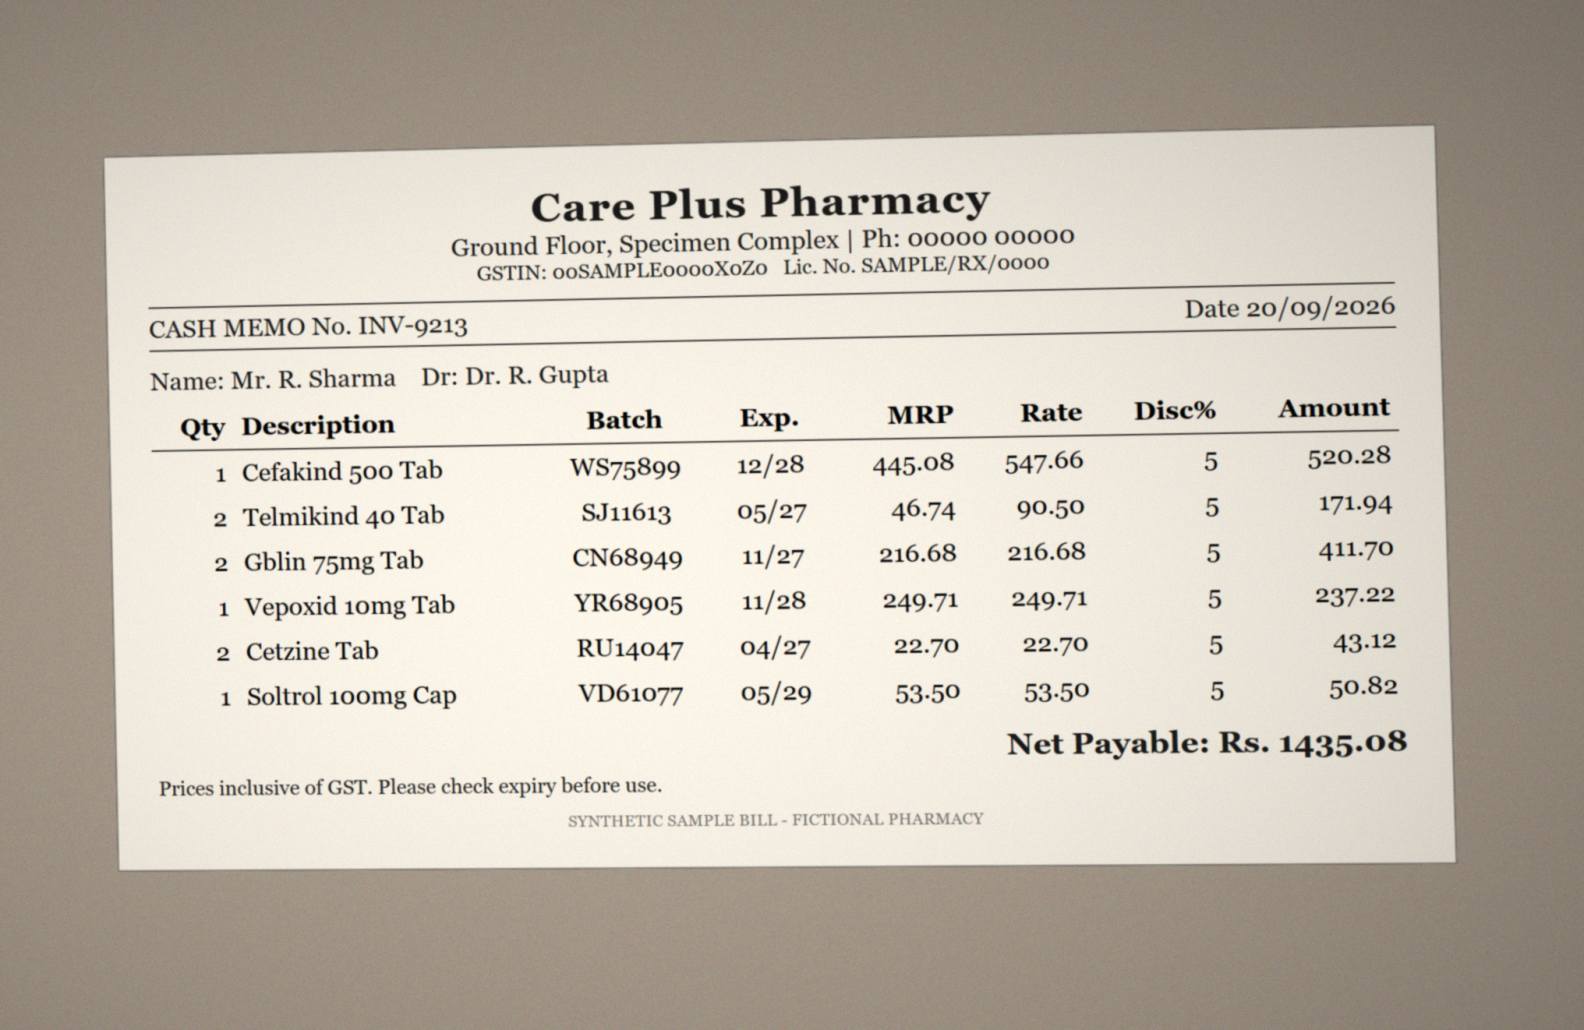 Care Plus Pharmacy
Ground Floor, Specimen Complex | Ph: 00000 00000
GSTIN: 00SAMPLE0000X0Z0 Lic. No. SAMPLE/RX/0000
CASH MEMO No. INV-9213 Date 20/09/2026
Name: Mr. R. Sharma Dr: Dr. R. Gupta
Qty Description Batch Exp. MRP Rate Disc% Amount
1 Cefakind 500 Tab WS75899 12/28 445.08 547.66 5 520.28
2 Telmikind 40 Tab SJ11613 05/27 46.74 90.50 5 171.94
2 Gblin 75mg Tab CN68949 11/27 216.68 216.68 5 411.70
1 Vepoxid 10mg Tab YR68905 11/28 249.71 249.71 5 237.22
2 Cetzine Tab RU14047 04/27 22.70 22.70 5 43.12
1 Soltrol 100mg Cap VD61077 05/29 53.50 53.50 5 50.82
Net Payable: Rs. 1435.08
Prices inclusive of GST. Please check expiry before use.
SYNTHETIC SAMPLE BILL - FICTIONAL PHARMACY